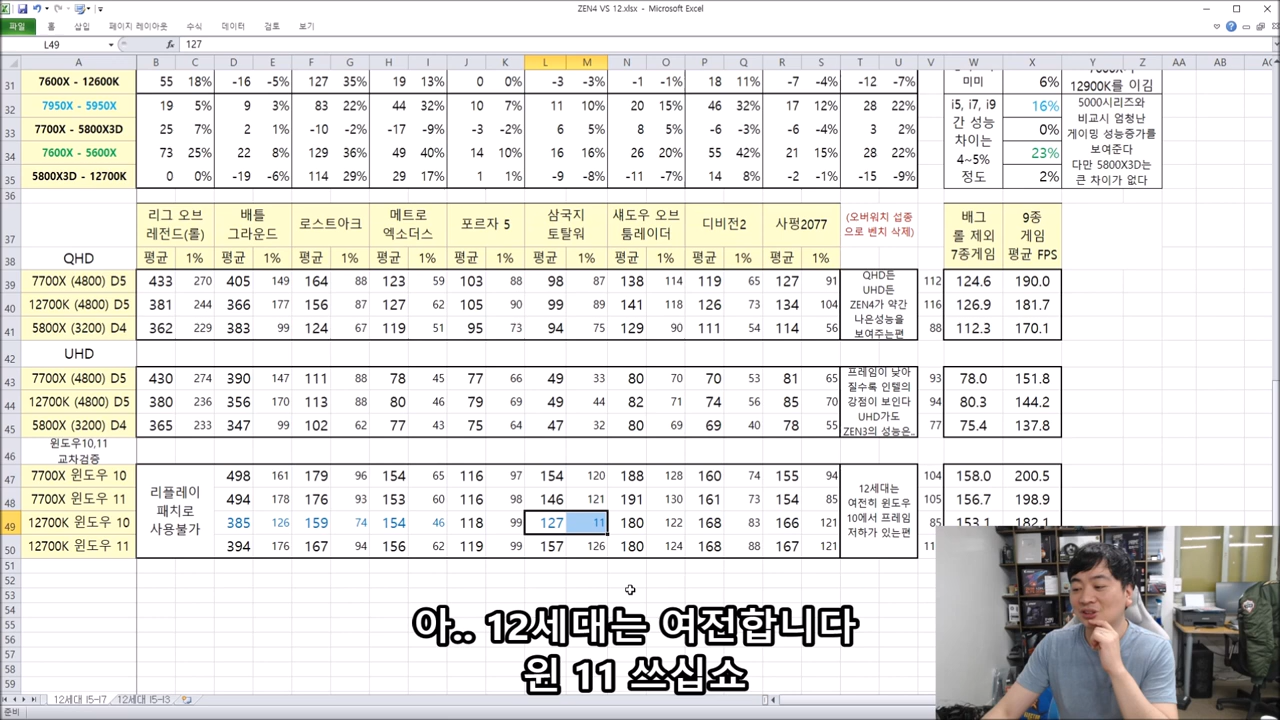 ZEN4 VS 12.xlsx - Microsoft Excel
파일 홈 삽입 페이지 레이아웃 수식 데이터 검토 보기
L49 fx 127
A B C D E F G H I J K L M N O P Q R S T U V W X Y Z AA AB AC
31 7600X - 12600K 55 18% -16 -5% 127 35% 19 13% 0 0% -3 -3% -1 -1% 18 11% -7 -4% -12 -7% 미미 6% 12900K를 이김
32 7950X - 5950X 19 5% 9 3% 83 22% 44 32% 10 7% 11 10% 20 15% 46 32% 17 12% 28 22% i5, i7, i9 16% 5000시리즈와
33 7700X - 5800X3D 25 7% 2 1% -10 -2% -17 -9% -3 -2% 6 5% 8 5% -6 -3% -6 -4% 3 2% 간 성능 0% 비교시 엄청난
34 7600X - 5600X 73 25% 22 8% 129 36% 49 40% 14 10% 16 16% 26 20% 55 42% 21 15% 28 22% 차이는 23% 게이밍 성능증가를
보여준다
35 5800X3D - 12700K 0 0% -19 -6% 114 29% 29 17% 1 1% -9 -8% -11 -7% 14 8% -2 -1% -15 -9% 4~5% 2% 다만 5800X3D는
정도 큰 차이가 없다
36
37 리그 오브 레전드(롤) 배틀 그라운드 로스트아크 메트로 엑소더스 포르자 5 삼국지 토탈워 섀도우 오브 툼레이더 디비전2 사펑2077 (오버워치 섭종으로 벤치 삭제) 배그 롤 제외 7종게임 9종 게임 평균 FPS
38 QHD 평균 1% 평균 1% 평균 1% 평균 1% 평균 1% 평균 1% 평균 1% 평균 1% 평균 1%
39 7700X (4800) D5 433 270 405 149 164 88 123 59 103 88 98 87 138 114 119 65 127 91 QHD든 112 124.6 190.0
UHD든
40 12700K (4800) D5 381 244 366 177 156 87 127 62 105 90 99 89 141 118 126 73 134 104 ZEN4가 약간 116 126.9 181.7
나은성능을
41 5800X (3200) D4 362 229 383 99 124 67 119 51 95 73 94 75 129 90 111 54 114 56 보여주는편 88 112.3 170.1
42 UHD
43 7700X (4800) D5 430 274 390 147 111 88 78 45 77 66 49 33 80 70 70 53 81 65 프레임이 낮아 93 78.0 151.8
질수록 인텔의
44 12700K (4800) D5 380 236 356 170 113 88 80 46 79 69 49 44 82 71 74 56 85 70 강점이 보인다 94 80.3 144.2
UHD가도
45 5800X (3200) D4 365 233 347 99 102 62 77 43 75 64 47 32 80 69 69 40 78 55 ZEN3의 성능은.. 77 75.4 137.8
46 윈도우10,11
교차검증
47 7700X 윈도우 10 리플레이 498 161 179 96 154 65 116 97 154 120 188 128 160 74 155 94 12세대는 104 158.0 200.5
48 7700X 윈도우 11 패치로 494 178 176 93 153 60 116 98 146 121 191 130 161 73 154 85 여전히 윈도우 105 156.7 198.9
49 12700K 윈도우 10 사용불가 385 126 159 74 154 46 118 99 127 11 180 122 168 83 166 121 10에서 프레임 85 153.1 182.1
50 12700K 윈도우 11 394 176 167 94 156 62 119 99 157 126 180 124 168 88 167 121 저하가 있는편
51
52
53
54
55
56
57
58
59
아.. 12세대는 여전합니다
윈 11 쓰십쇼
12세대 I5~I7 12세대 I5~I3
준비